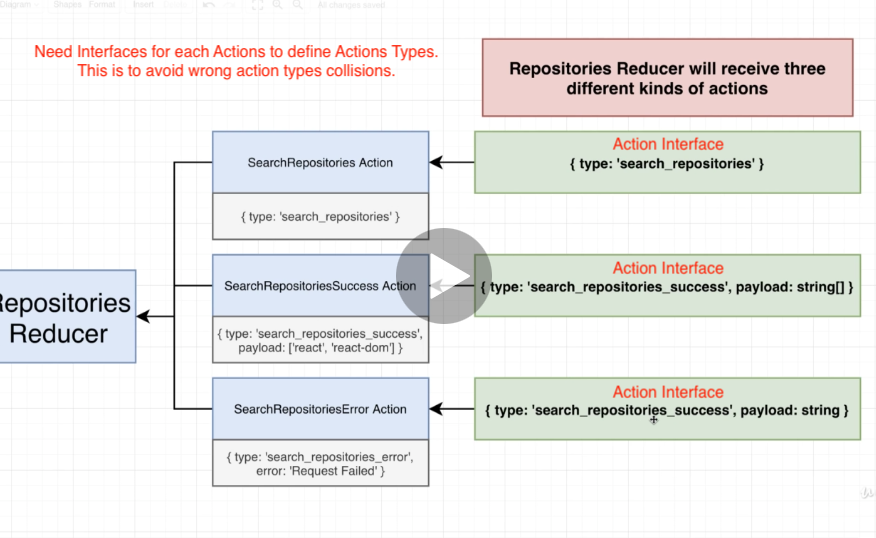 Diagram
Shapes
Format
Insert
All changes saved
Need Interfaces for each Actions to define Actions Types.
This is to avoid wrong action types collisions.
Repositories Reducer will receive three
different kinds of actions
SearchRepositories Action
Action Interface
{ type: 'search_repositories' }
{ type: 'search_repositories' }
Repositories
Reducer
SearchRepositoriesSuccess Action
Action Interface
{ type: 'search_repositories_success', payload: string[] }
{ type: 'search_repositories_success',
payload: ['react', 'react-dom'] }
SearchRepositoriesError Action
Action Interface
{ type: 'search_repositories_success', payload: string }
{ type: 'search_repositories_error',
error: 'Request Failed' }